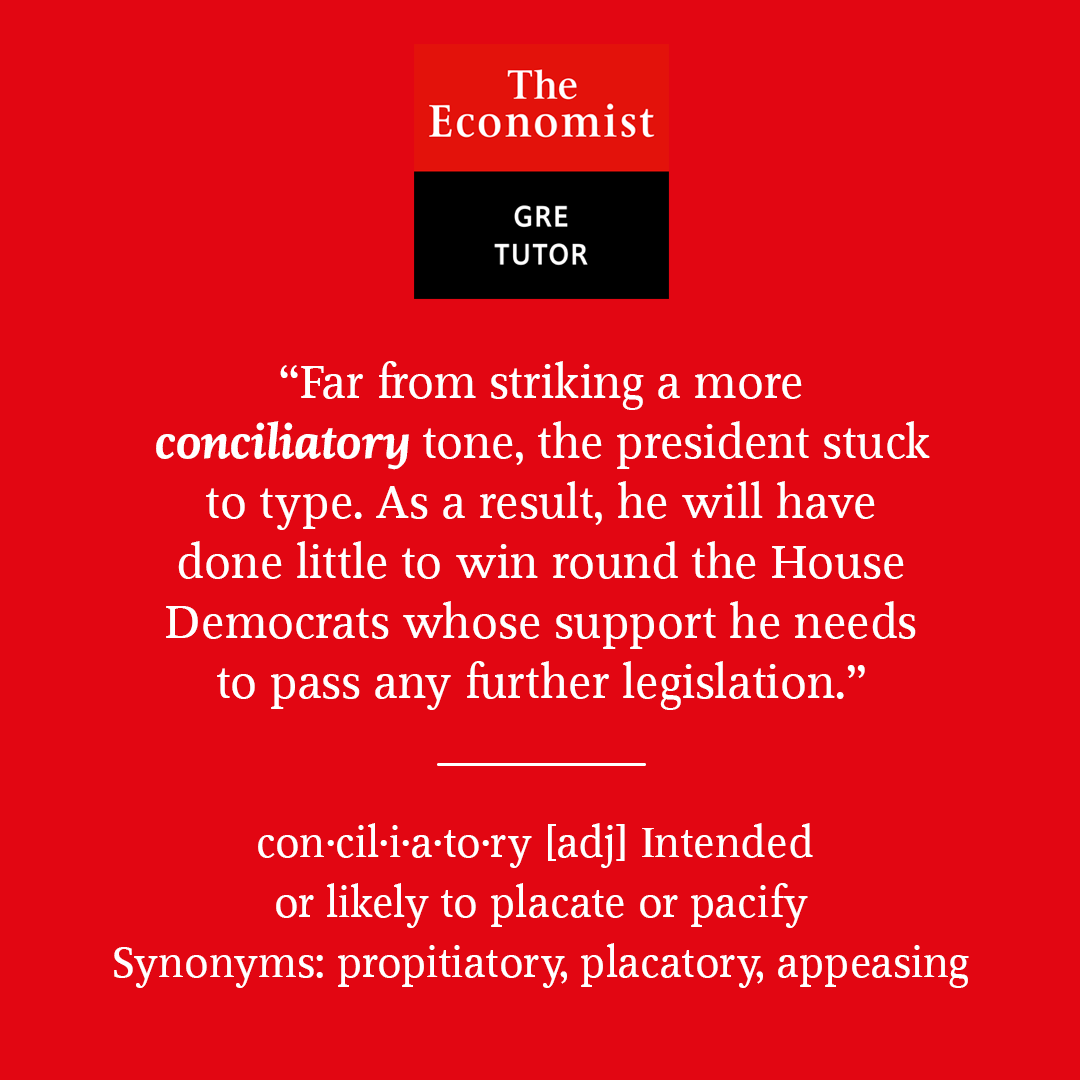 The
Economist
GRE
TUTOR
“Far from striking a more
conciliatory tone, the president stuck
to type. As a result, he will have
done little to win round the House
Democrats whose support he needs
to pass any further legislation.”
con·cil·i·a·to·ry [adj] Intended
or likely to placate or pacify
Synonyms: propitiatory, placatory, appeasing